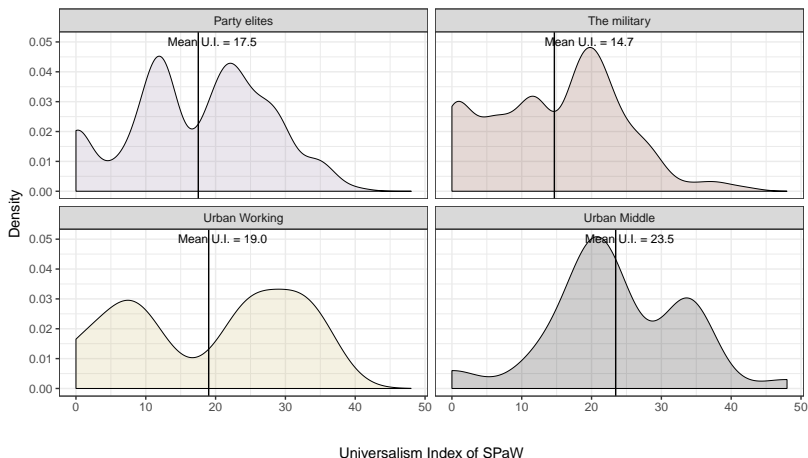 Party elites
The military
Mean U.I. = 17.5
Mean U.I. = 14.7
0.05
0.04
0.03
0.02
0.01
0.00
Urban Working
Urban Middle
Mean U.I. = 19.0
Mean U.I. = 23.5
0.05
0.04
0.03
0.02
0.01
0.00
Density
0 10 20 30 40 50
0 10 20 30 40 50
Universalism Index of SPaW